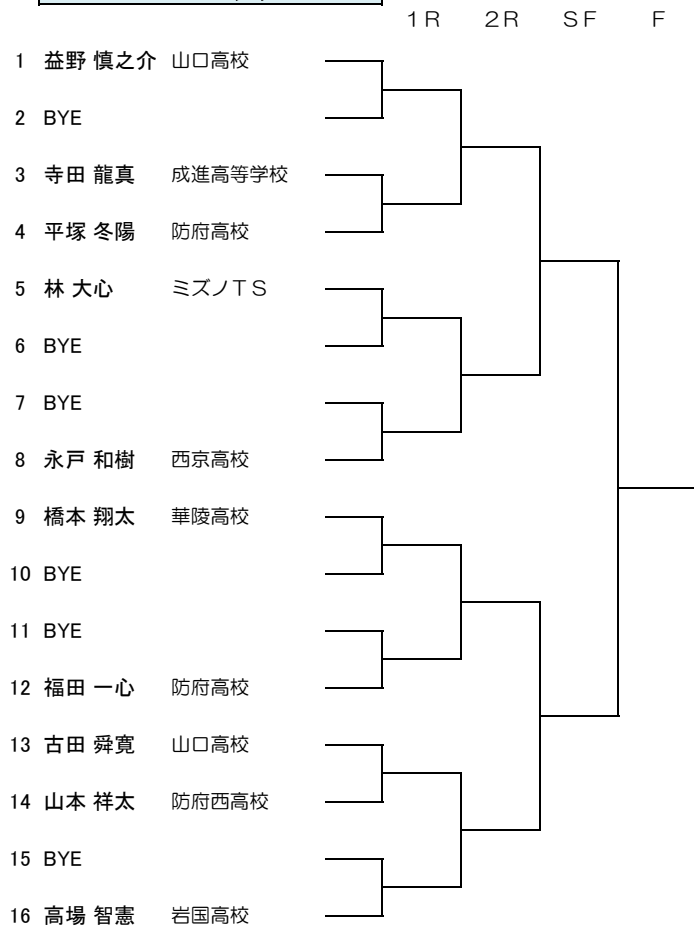 1R 2R SF F
1 益野 慎之介 山口高校
2 BYE
3 寺田 龍真 成進高等学校
4 平塚 冬陽 防府高校
5 林 大心 ミズノTS
6 BYE
7 BYE
8 永戸 和樹 西京高校
9 橋本 翔太 華陵高校
10 BYE
11 BYE
12 福田 一心 防府高校
13 古田 舜寛 山口高校
14 山本 祥太 防府西高校
15 BYE
16 高場 智憲 岩国高校